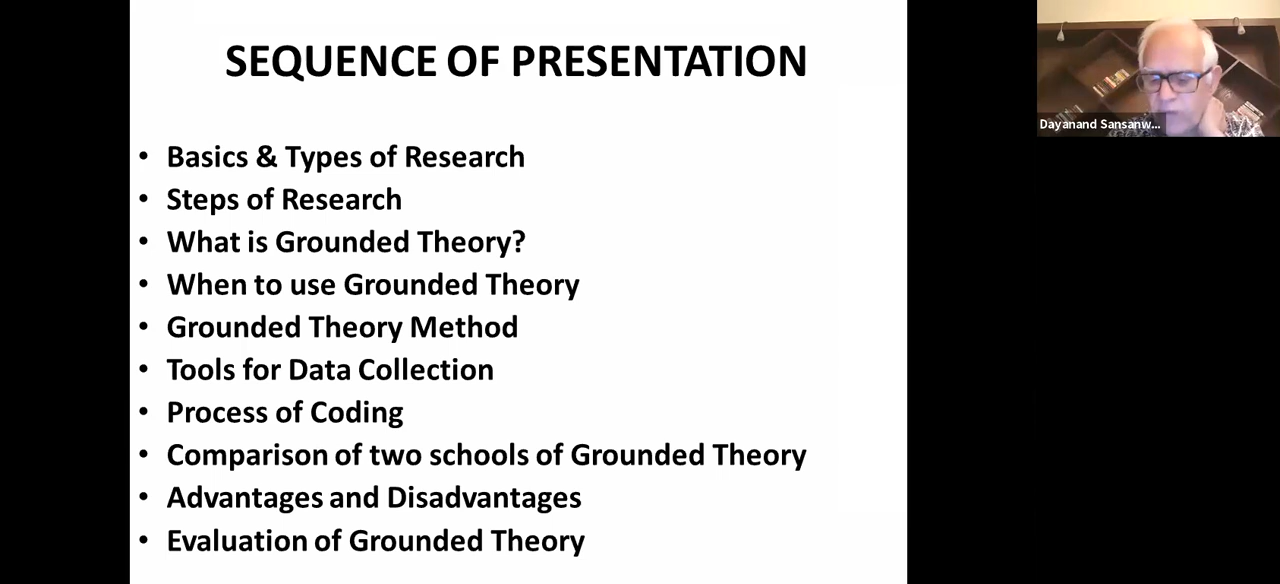 SEQUENCE OF PRESENTATION
• Basics & Types of Research
• Steps of Research
• What is Grounded Theory?
• When to use Grounded Theory
• Grounded Theory Method
• Tools for Data Collection
• Process of Coding
• Comparison of two schools of Grounded Theory
• Advantages and Disadvantages
• Evaluation of Grounded Theory
Dayanand Sansanw...